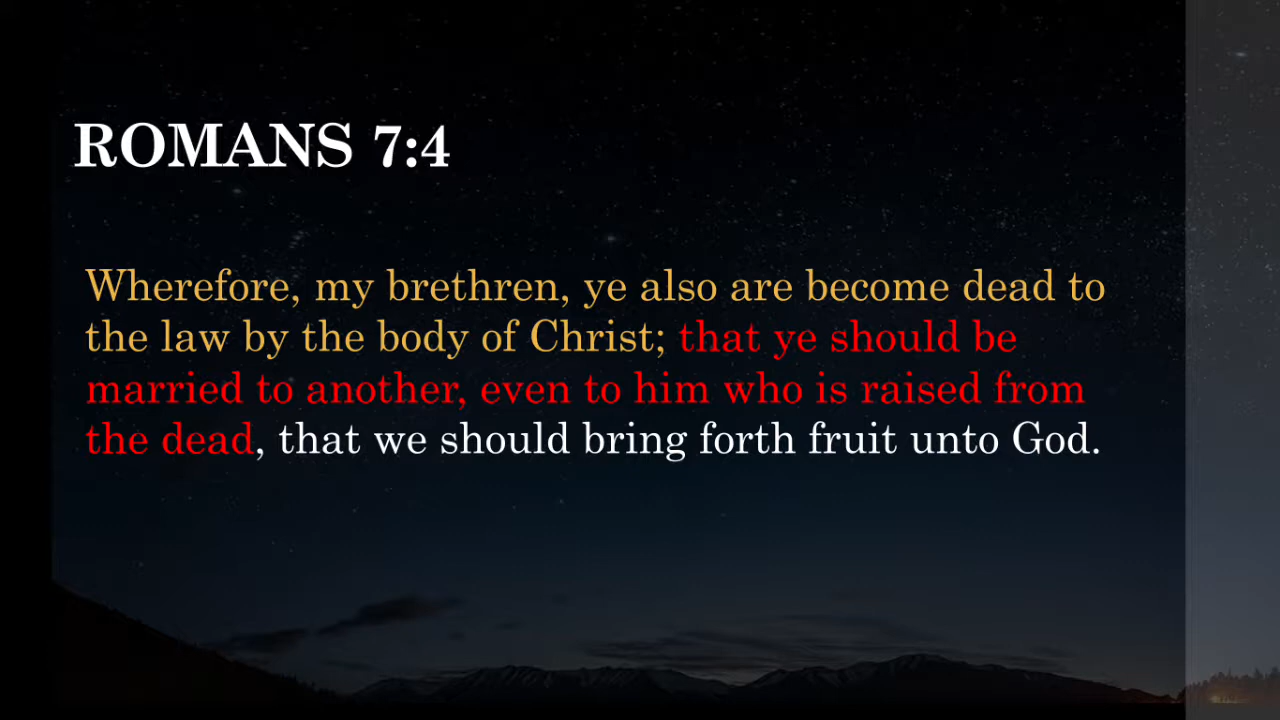 ROMANS 7:4
Wherefore, my brethren, ye also are become dead to
the law by the body of Christ; that ye should be
married to another, even to him who is raised from
the dead, that we should bring forth fruit unto God.